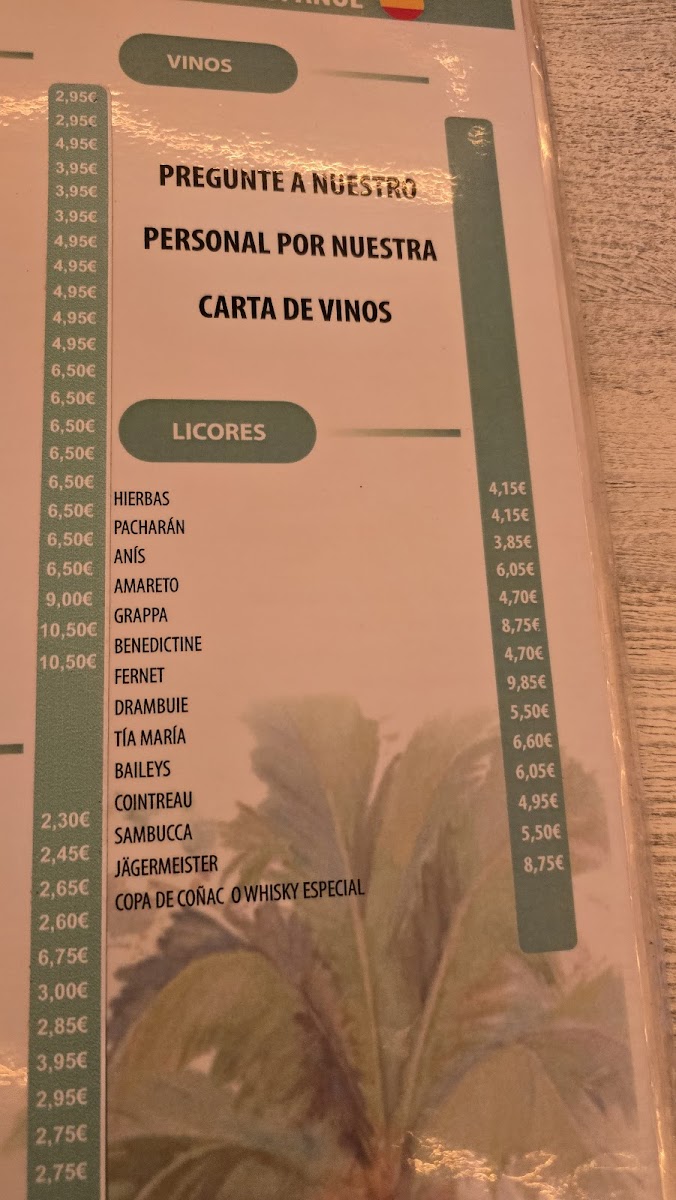 VINOS
€
PREGUNTE A NUESTRO
PERSONAL POR NUESTRA
CARTA DE VINOS
LICORES
HIERBAS 4,15€
PACHARÁN 4,15€
ANÍS 3,85€
AMARETO 6,05€
GRAPPA 4,70€
BENEDICTINE 8,75€
FERNET 4,70€
DRAMBUIE 9,85€
TÍA MARÍA 5,50€
BAILEYS 6,60€
COINTREAU 6,05€
SAMBUCCA 4,95€
JÄGERMEISTER 5,50€
COPA DE COÑAC O WHISKY ESPECIAL 8,75€
2,95€
2,95€
4,95€
3,95€
3,95€
3,95€
4,95€
4,95€
4,95€
4,95€
4,95€
6,50€
6,50€
6,50€
6,50€
6,50€
6,50€
6,50€
6,50€
9,00€
10,50€
10,50€
2,30€
2,45€
2,65€
2,60€
6,75€
3,00€
2,85€
3,95€
2,95€
2,75€
2,75€